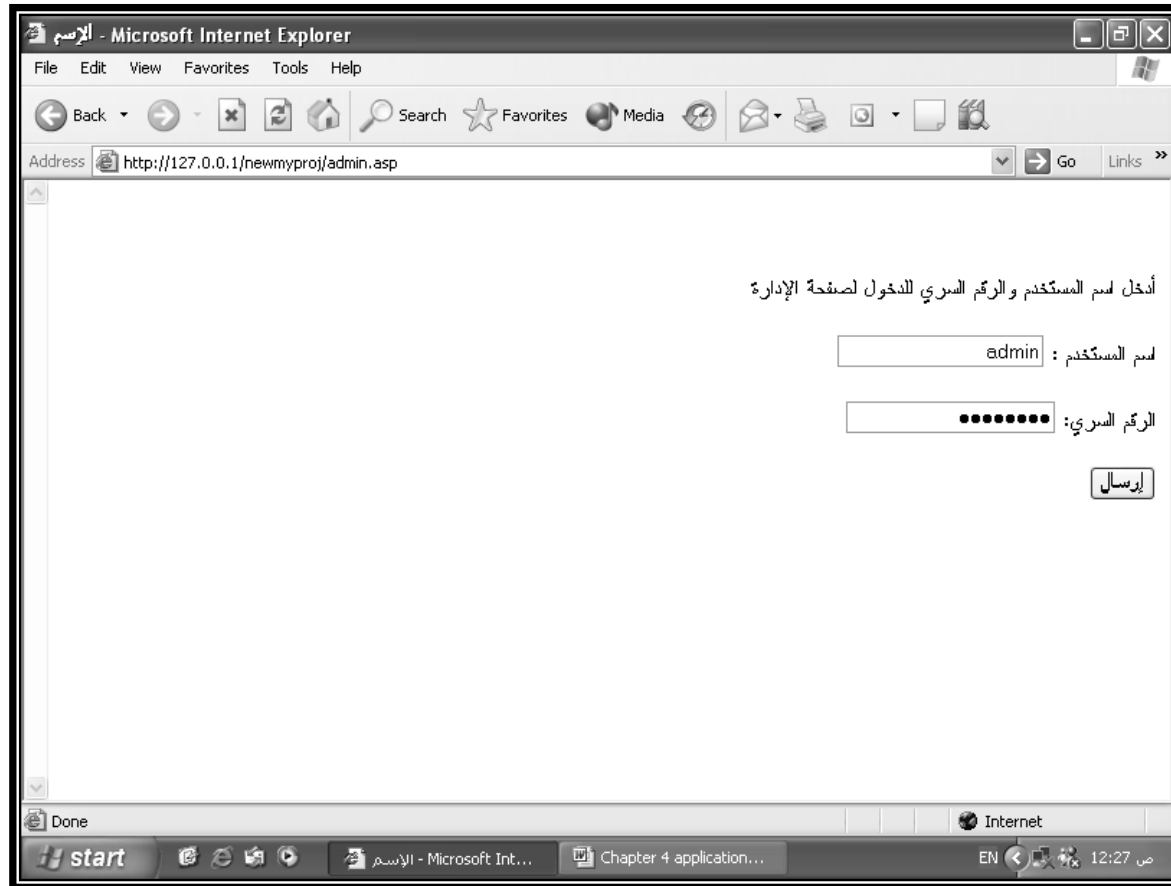 الإسم - Microsoft Internet Explorer
File Edit View Favorites Tools Help
Back Search Favorites Media
Address http://127.0.0.1/newmyproj/admin.asp Go Links »
أدخل اسم المستخدم والرقم السري للدخول لصفحة الإدارة
اسم المستخدم : admin
الرقم السري: ●●●●●●●●
إرسال
Done Internet
start الإسم - Microsoft Int... Chapter 4 application... EN 12:27 ص